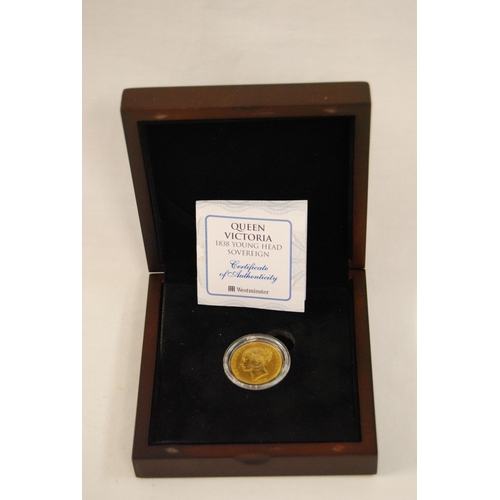 QUEEN
VICTORIA
1838 YOUNG HEAD
SOVEREIGN
Certificate
of Authenticity
Westminster